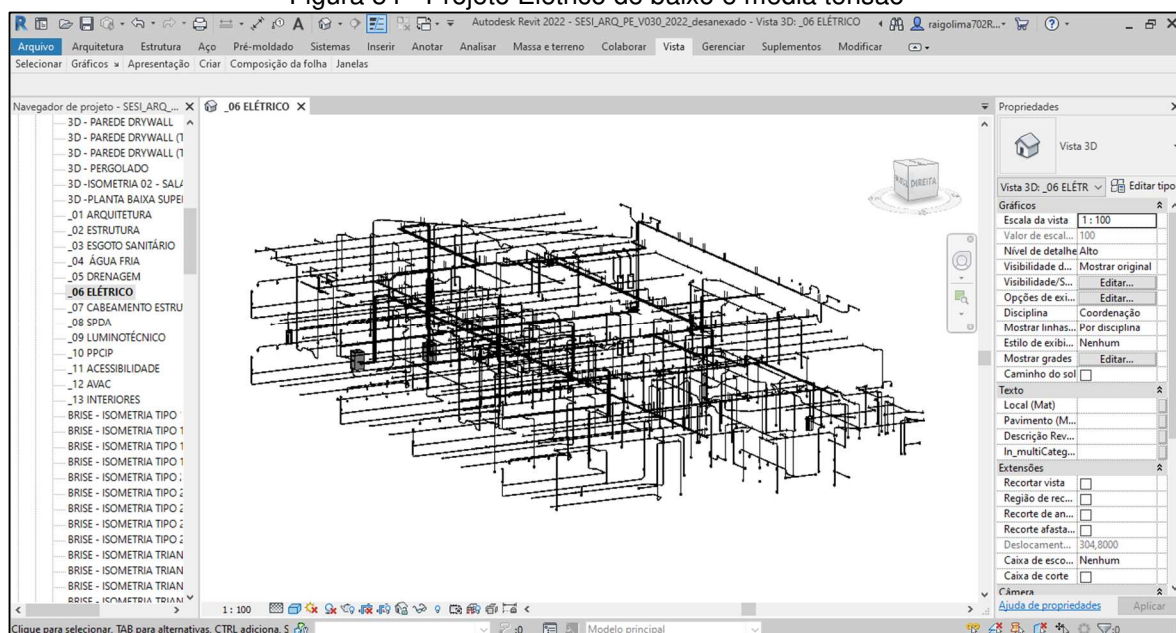 Autodesk Revit 2022 - SESI_ARQ_PE_V030_2022_desanexado - Vista 3D: _06 ELÉTRICO
raigolima702R...
Arquivo Arquitetura Estrutura Aço Pré-moldado Sistemas Inserir Anotar Analisar Massa e terreno Colaborar Vista Gerenciar Suplementos Modificar
Selecionar Gráficos Apresentação Criar Composição da folha Janelas
Navegador de projeto - SESI_ARQ_...
_06 ELÉTRICO
3D - PAREDE DRYWALL
3D - PAREDE DRYWALL (T
3D - PAREDE DRYWALL (T
3D - PERGOLADO
3D -ISOMETRIA 02 - SALA
3D -PLANTA BAIXA SUPE
_01 ARQUITETURA
_02 ESTRUTURA
_03 ESGOTO SANITÁRIO
_04 ÁGUA FRIA
_05 DRENAGEM
_06 ELÉTRICO
_07 CABEAMENTO ESTRU
_08 SPDA
_09 LUMINOTÉCNICO
_10 PPCIP
_11 ACESSIBILIDADE
_12 AVAC
_13 INTERIORES
BRISE - ISOMETRIA TIPO
BRISE - ISOMETRIA TIPO 1
BRISE - ISOMETRIA TIPO 1
BRISE - ISOMETRIA TIPO 1
BRISE - ISOMETRIA TIPO
BRISE - ISOMETRIA TIPO 2
BRISE - ISOMETRIA TIPO 2
BRISE - ISOMETRIA TIPO 2
BRISE - ISOMETRIA TIPO 2
BRISE - ISOMETRIA TRIAN
BRISE - ISOMETRIA TRIAN
BRISE - ISOMETRIA TRIAN
BRISE - ISOMETRIA TRIAN
DIREITA
Propriedades
Vista 3D
Vista 3D: _06 ELÉTR Editar tipo
Gráficos
Escala da vista 1 : 100
Valor de escal... 100
Nível de detalhe Alto
Visibilidade d... Mostrar original
Visibilidade/S... Editar...
Opções de exi... Editar...
Disciplina Coordenação
Mostrar linhas... Por disciplina
Estilo de exibi... Nenhum
Mostrar grades Editar...
Caminho do sol
Texto
Local (Mat)
Pavimento (M...
Descrição Rev...
In_multiCateg...
Extensões
Recortar vista
Região de rec...
Recorte de an...
Recorte afasta...
Deslocament... 304,8000
Caixa de esco... Nenhum
Caixa de corte
Câmera
Ajuda de propriedades Aplicar
1 : 100
Clique para selecionar, TAB para alternativas, CTRL adiciona, S
:0
Modelo principal
:0